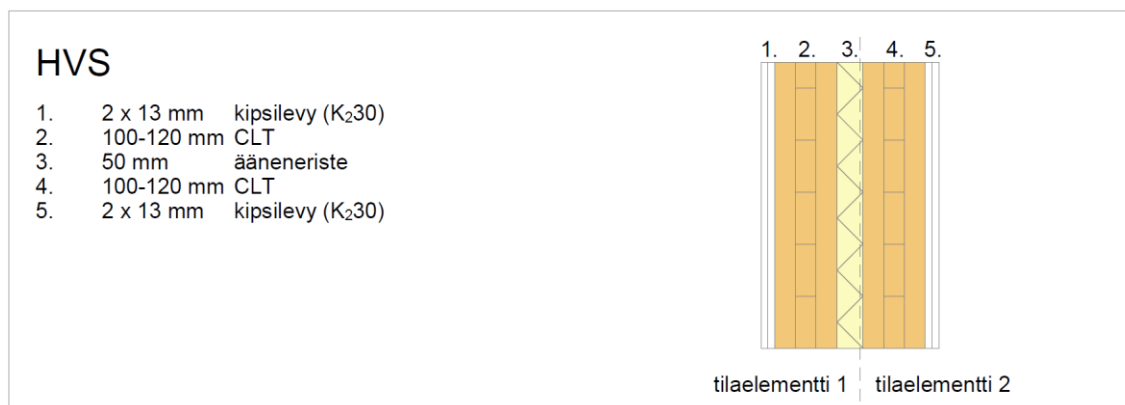 HVS
1. 2 x 13 mm kipsilevy (K₂30)
2. 100-120 mm CLT
3. 50 mm ääneneriste
4. 100-120 mm CLT
5. 2 x 13 mm kipsilevy (K₂30)
1. 2. 3. 4. 5.
tilaelementti 1 tilaelementti 2